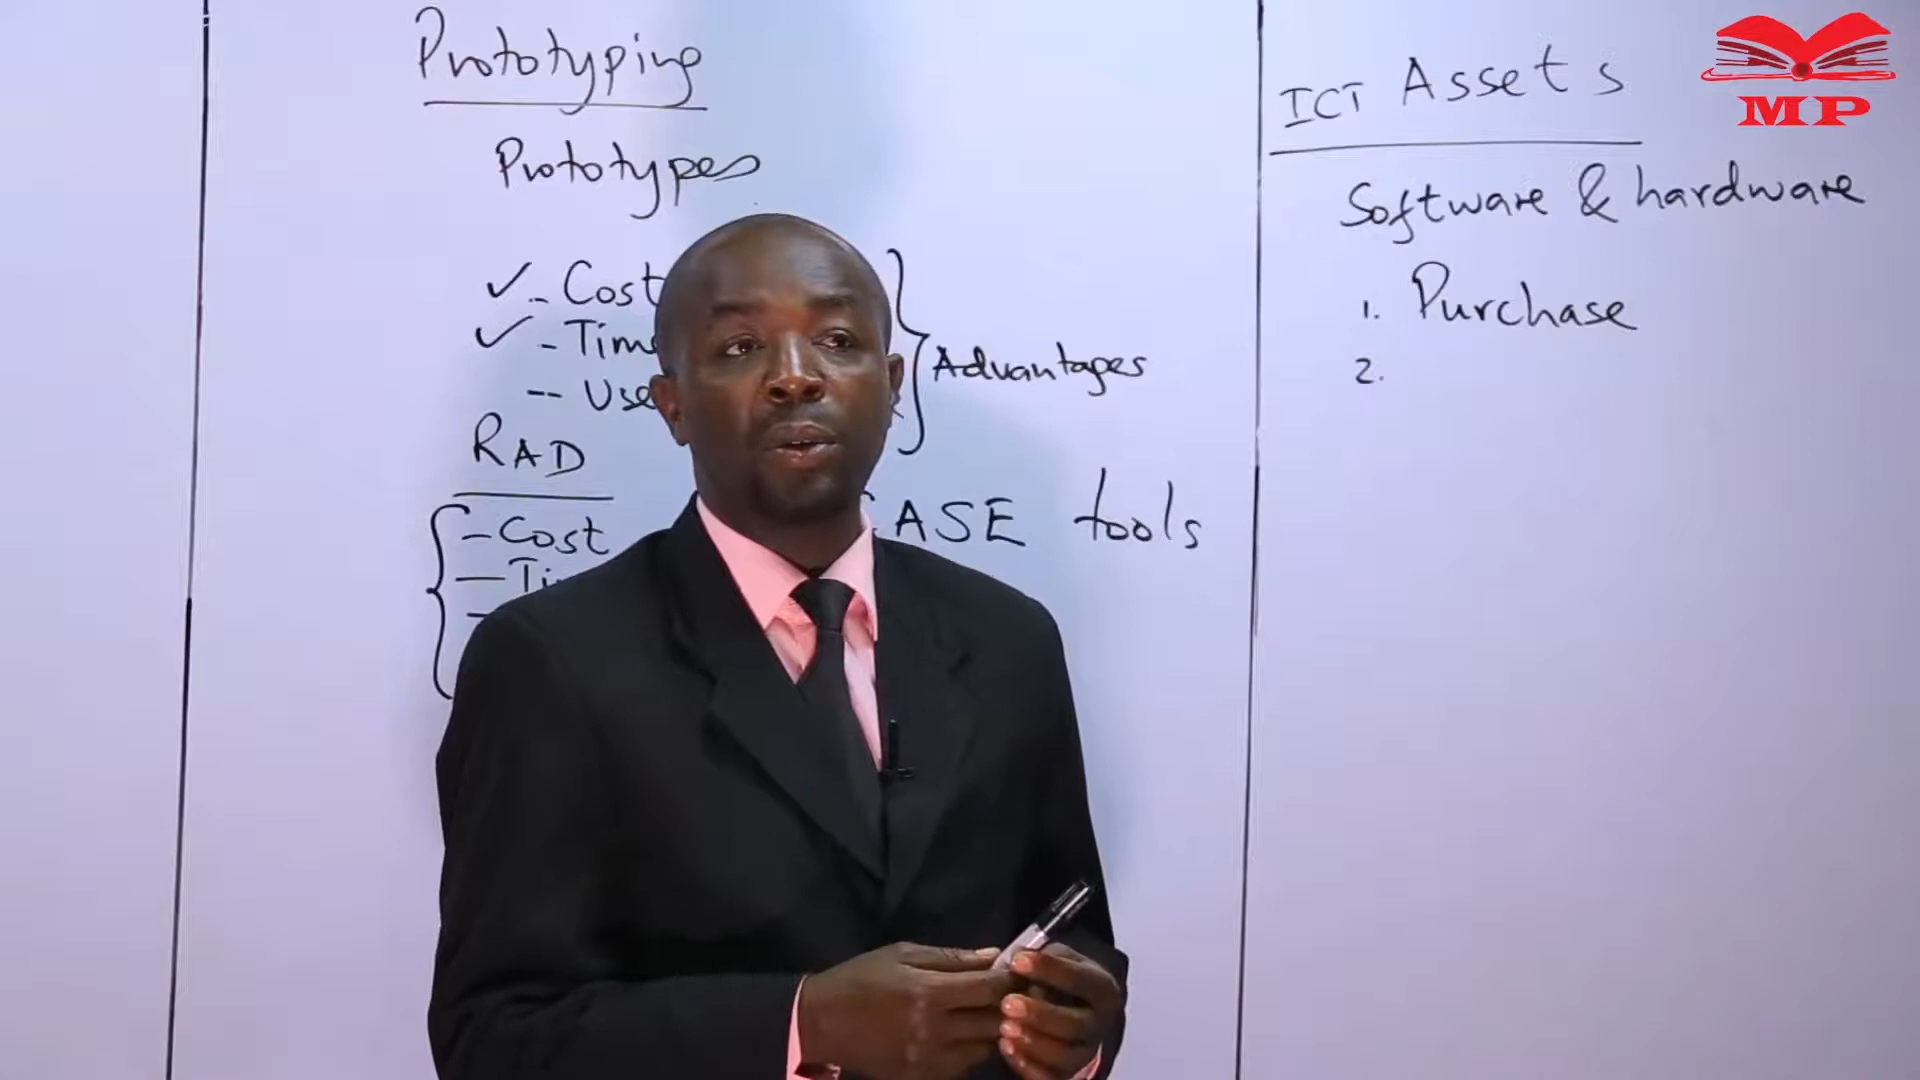 Prototyping
Prototypes
✓ - Cost
✓ - Time
-- Use
Advantages
RAD
- Cost
CASE tools
ICT Assets
Software & hardware
1. Purchase
2.
MP